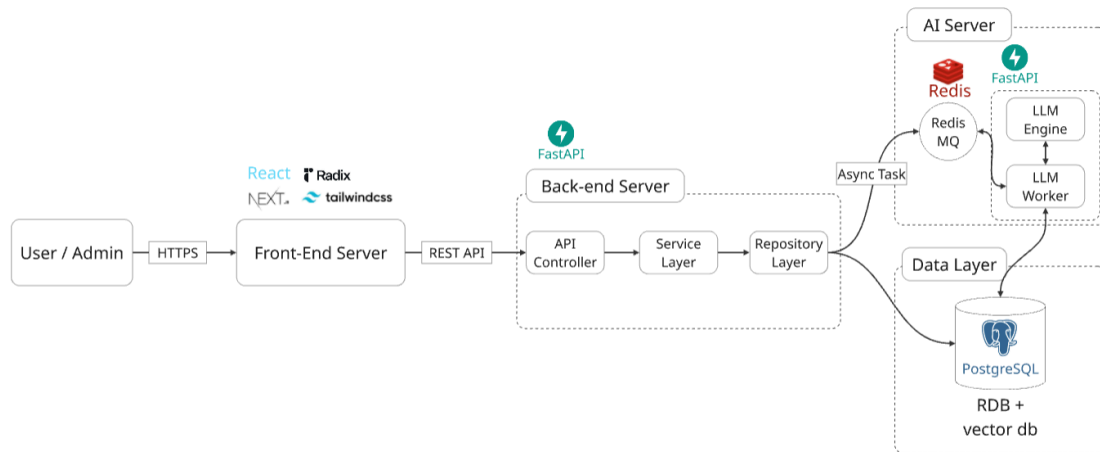 AI Server
FastAPI
Redis
Redis
MQ
LLM
Engine
LLM
Worker
Async Task
FastAPI
Back-end Server
React
Radix
NEXT.JS
tailwindcss
User / Admin
HTTPS
Front-End Server
REST API
API
Controller
Service
Layer
Repository
Layer
Data Layer
PostgreSQL
RDB +
vector db